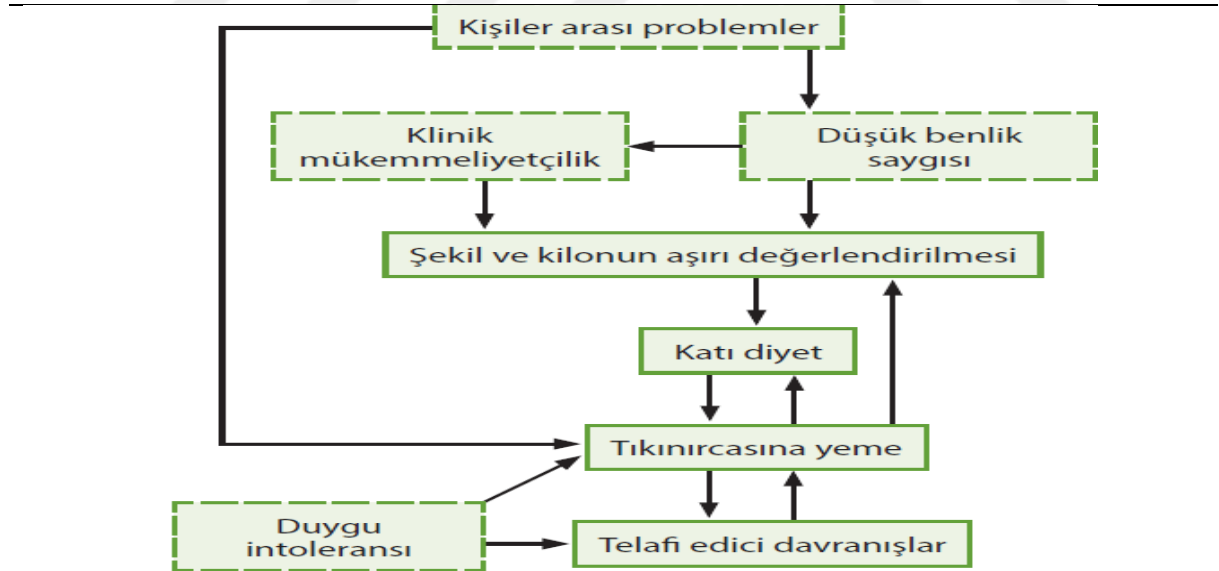 Kişiler arası problemler
Klinik
mükemmeliyetçilik
Düşük benlik
saygısı
Şekil ve kilonun aşırı değerlendirilmesi
Katı diyet
Tıkınırcasına yeme
Duygu
intoleransı
Telafi edici davranışlar